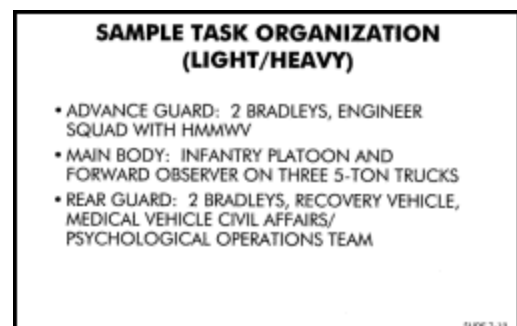 SAMPLE TASK ORGANIZATION
(LIGHT/HEAVY)
• ADVANCE GUARD: 2 BRADLEYS, ENGINEER
SQUAD WITH HMMWV
• MAIN BODY: INFANTRY PLATOON AND
FORWARD OBSERVER ON THREE 5-TON TRUCKS
• REAR GUARD: 2 BRADLEYS, RECOVERY VEHICLE,
MEDICAL VEHICLE CIVIL AFFAIRS/
PSYCHOLOGICAL OPERATIONS TEAM